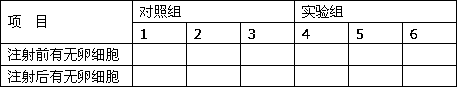 项 目 对照组 实验组
1 2 3 4 5 6
注射前有无卵细胞
注射后有无卵细胞